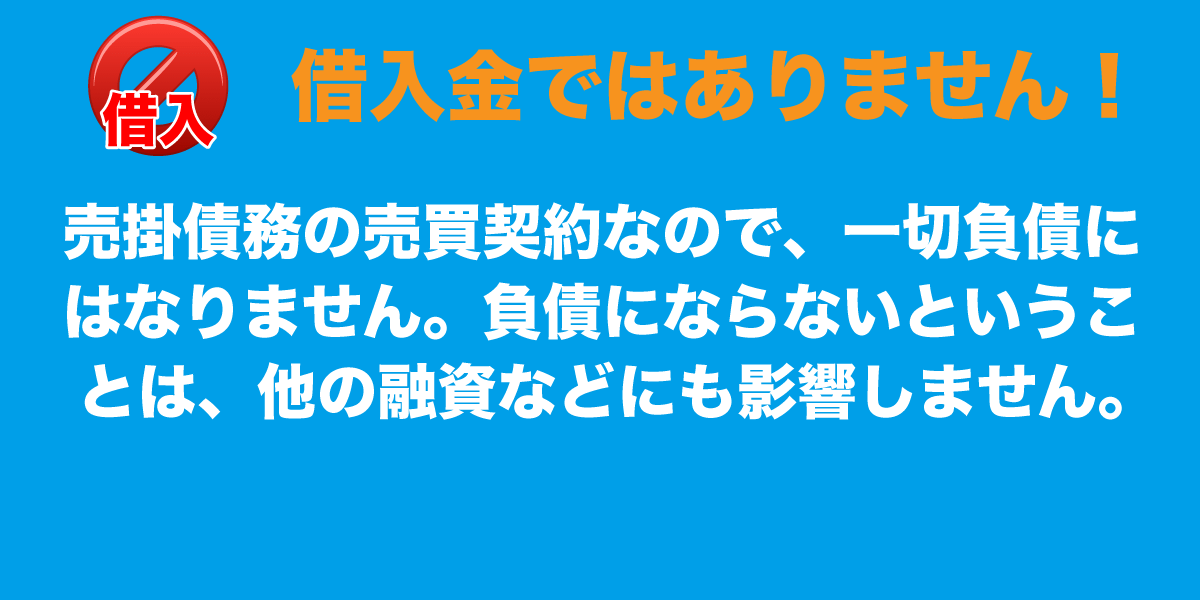 借入
借入金ではありません！
売掛債務の売買契約なので、一切負債に
はなりません。負債にならないというこ
とは、他の融資などにも影響しません。